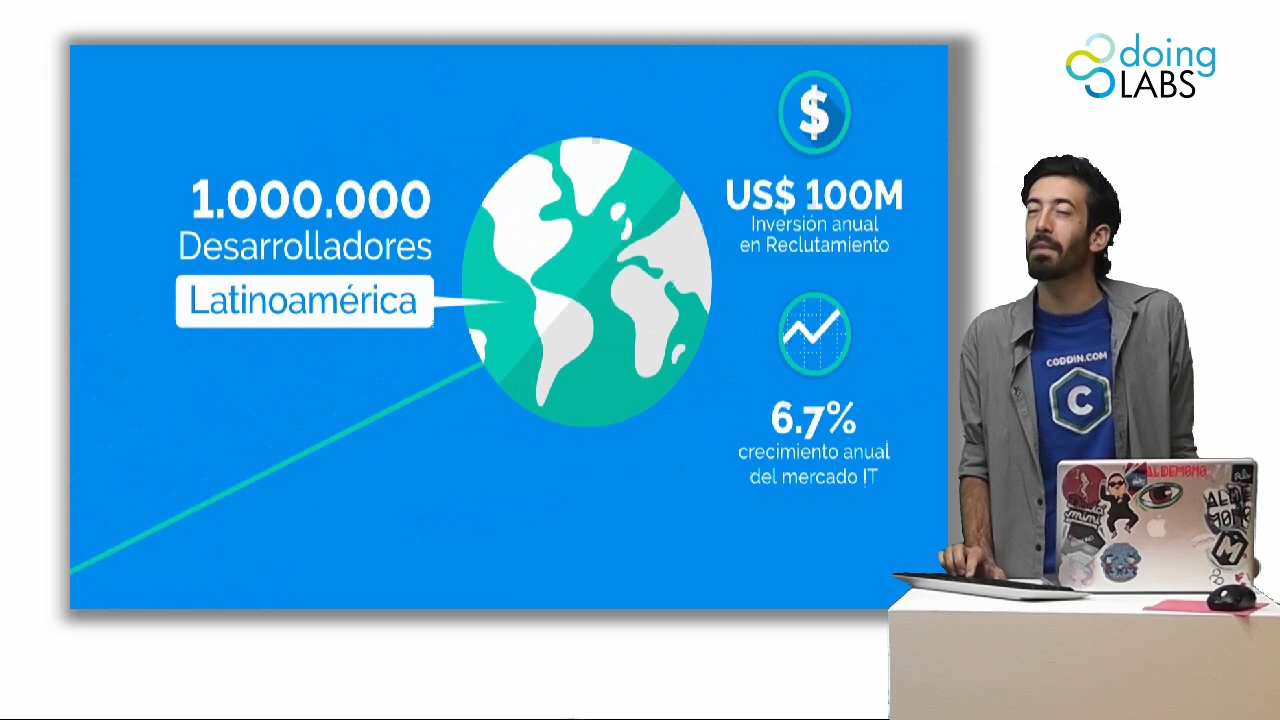 doing
LABS
1.000.000
Desarrolladores
Latinoamérica
$
US$ 100M
Inversión anual
en Reclutamiento
6.7%
crecimiento anual
del mercado IT
CODDIN.COM
C
ALDEMONO